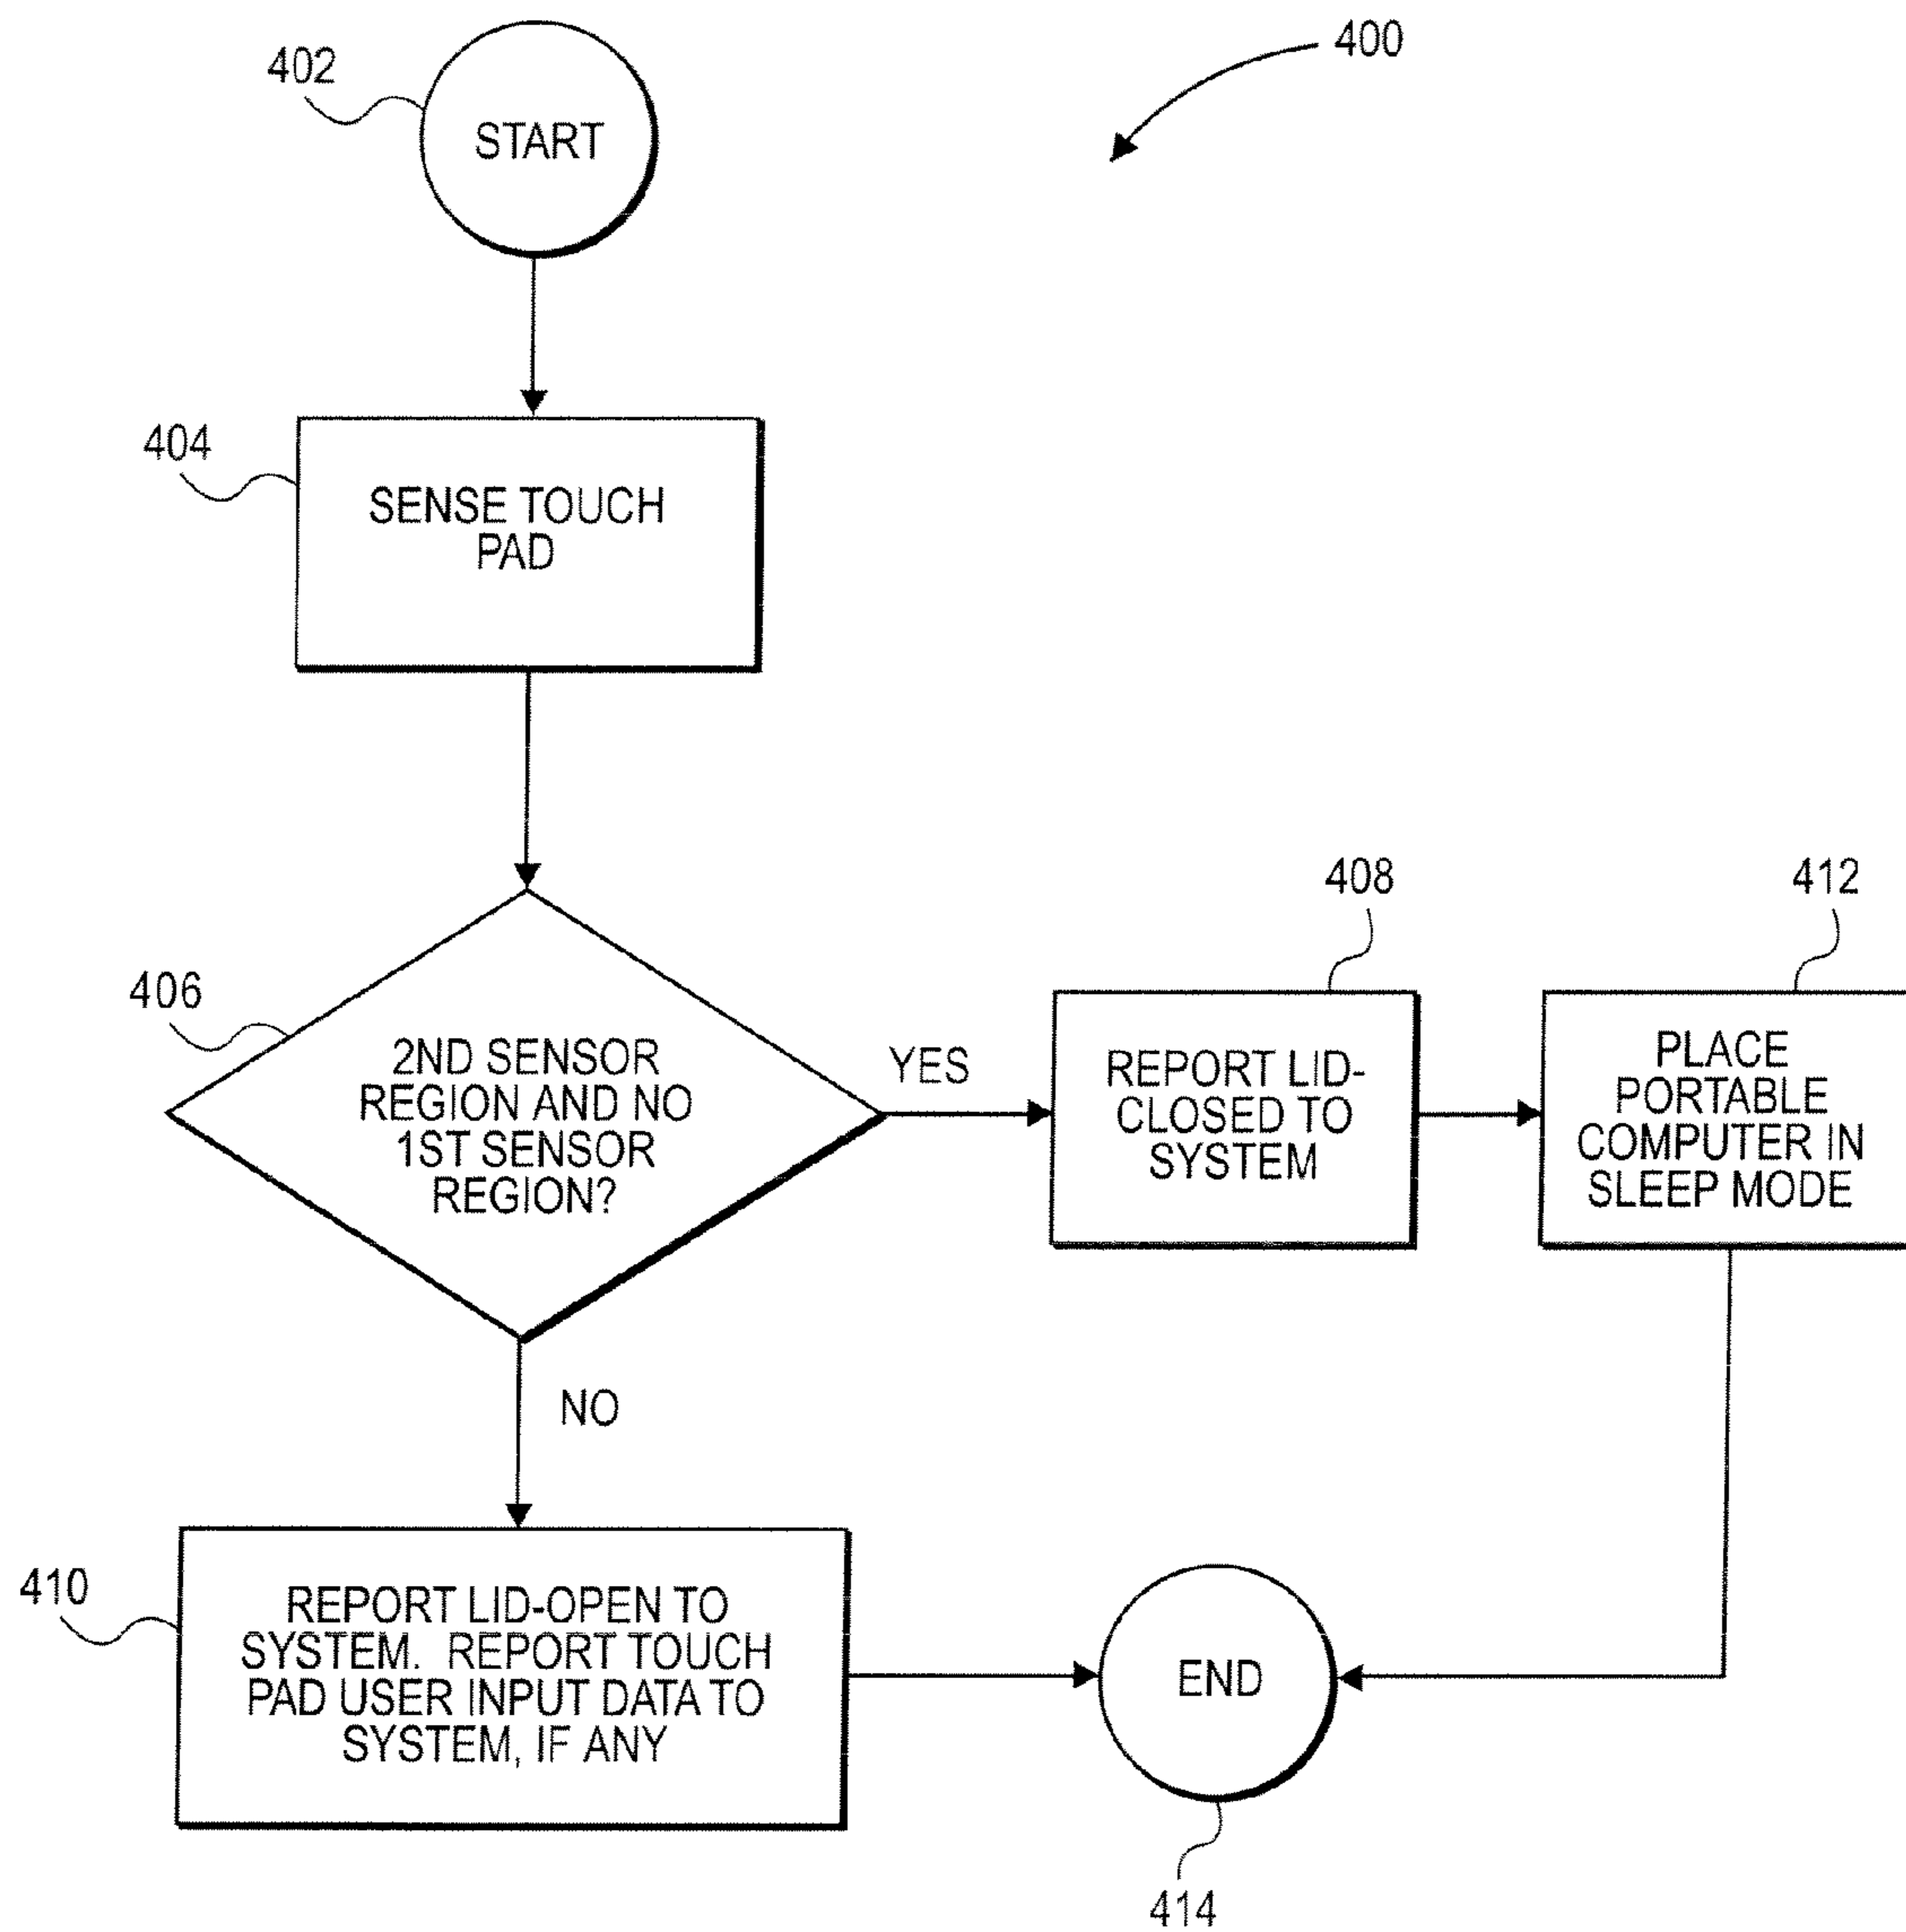 400
402
START
404
SENSE TOUCH
PAD
406
2ND SENSOR
REGION AND NO
1ST SENSOR
REGION?
YES
408
REPORT LID-
CLOSED TO
SYSTEM
412
PLACE
PORTABLE
COMPUTER IN
SLEEP MODE
NO
410
REPORT LID-OPEN TO
SYSTEM. REPORT TOUCH
PAD USER INPUT DATA TO
SYSTEM, IF ANY
END
414